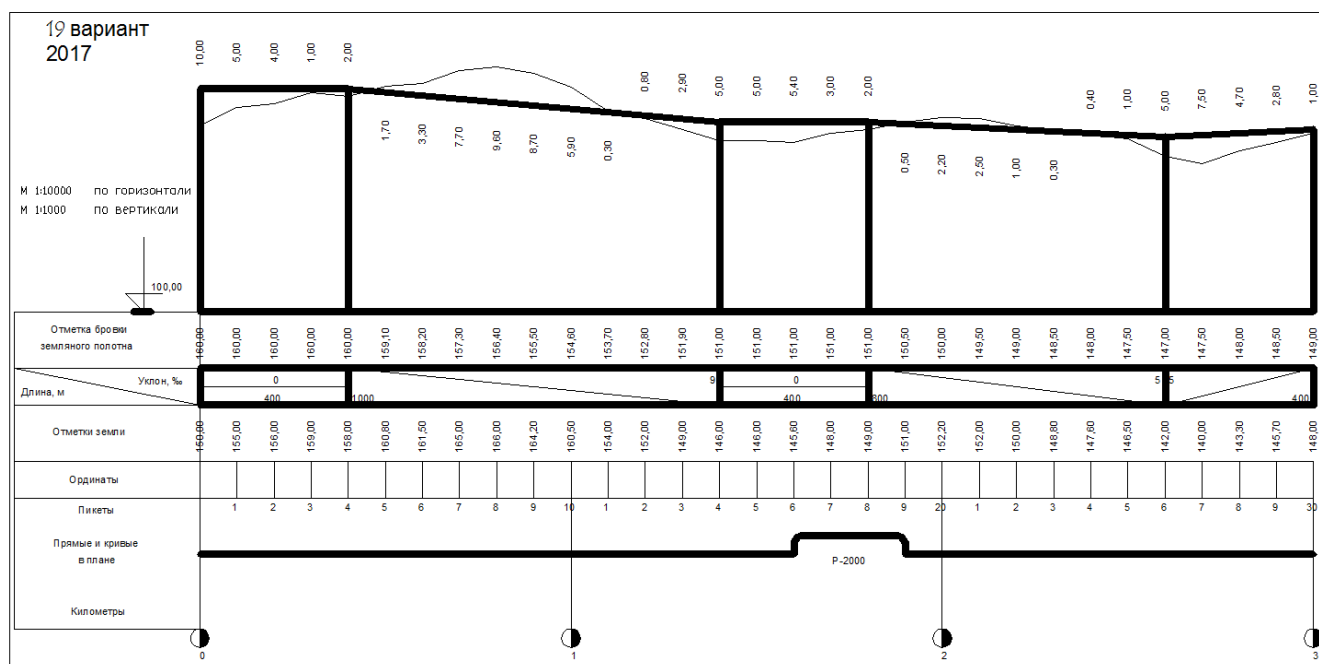 19 вариант
2017
10,00 5,00 4,00 1,00 2,00 0,80 2,90 5,00 5,00 5,40 3,00 2,00 0,40 1,00 5,00 7,50 4,70 2,80 1,00
1,70 3,30 7,70 9,60 8,70 5,90 0,30 0,50 2,20 2,50 1,00 0,30
М 1:10000 по горизонтали
М 1:1000 по вертикали
100,00
Отметка бровки
земляного полотна
160,00 160,00 160,00 160,00 160,00 159,10 158,20 157,30 156,40 155,50 154,60 153,70 152,80 151,90 151,00 151,00 151,00 151,00 151,00 150,50 150,00 149,50 149,00 148,50 148,00 147,50 147,00 147,50 148,00 148,50 149,00
Уклон, ‰ 0 9 0 5 5
Длина, м 400 1000 400 800 400
Отметки земли
150,00 155,00 156,00 159,00 158,00 160,80 161,50 165,00 166,00 164,20 160,50 154,00 152,00 149,00 146,00 146,00 145,60 148,00 149,00 151,00 152,20 152,00 150,00 148,80 147,60 146,50 142,00 140,00 143,30 145,70 148,00
Ординаты
Пикеты 1 2 3 4 5 6 7 8 9 10 1 2 3 4 5 6 7 8 9 20 1 2 3 4 5 6 7 8 9 30
Прямые и кривые
в плане
Р-2000
Километры
0 1 2 3